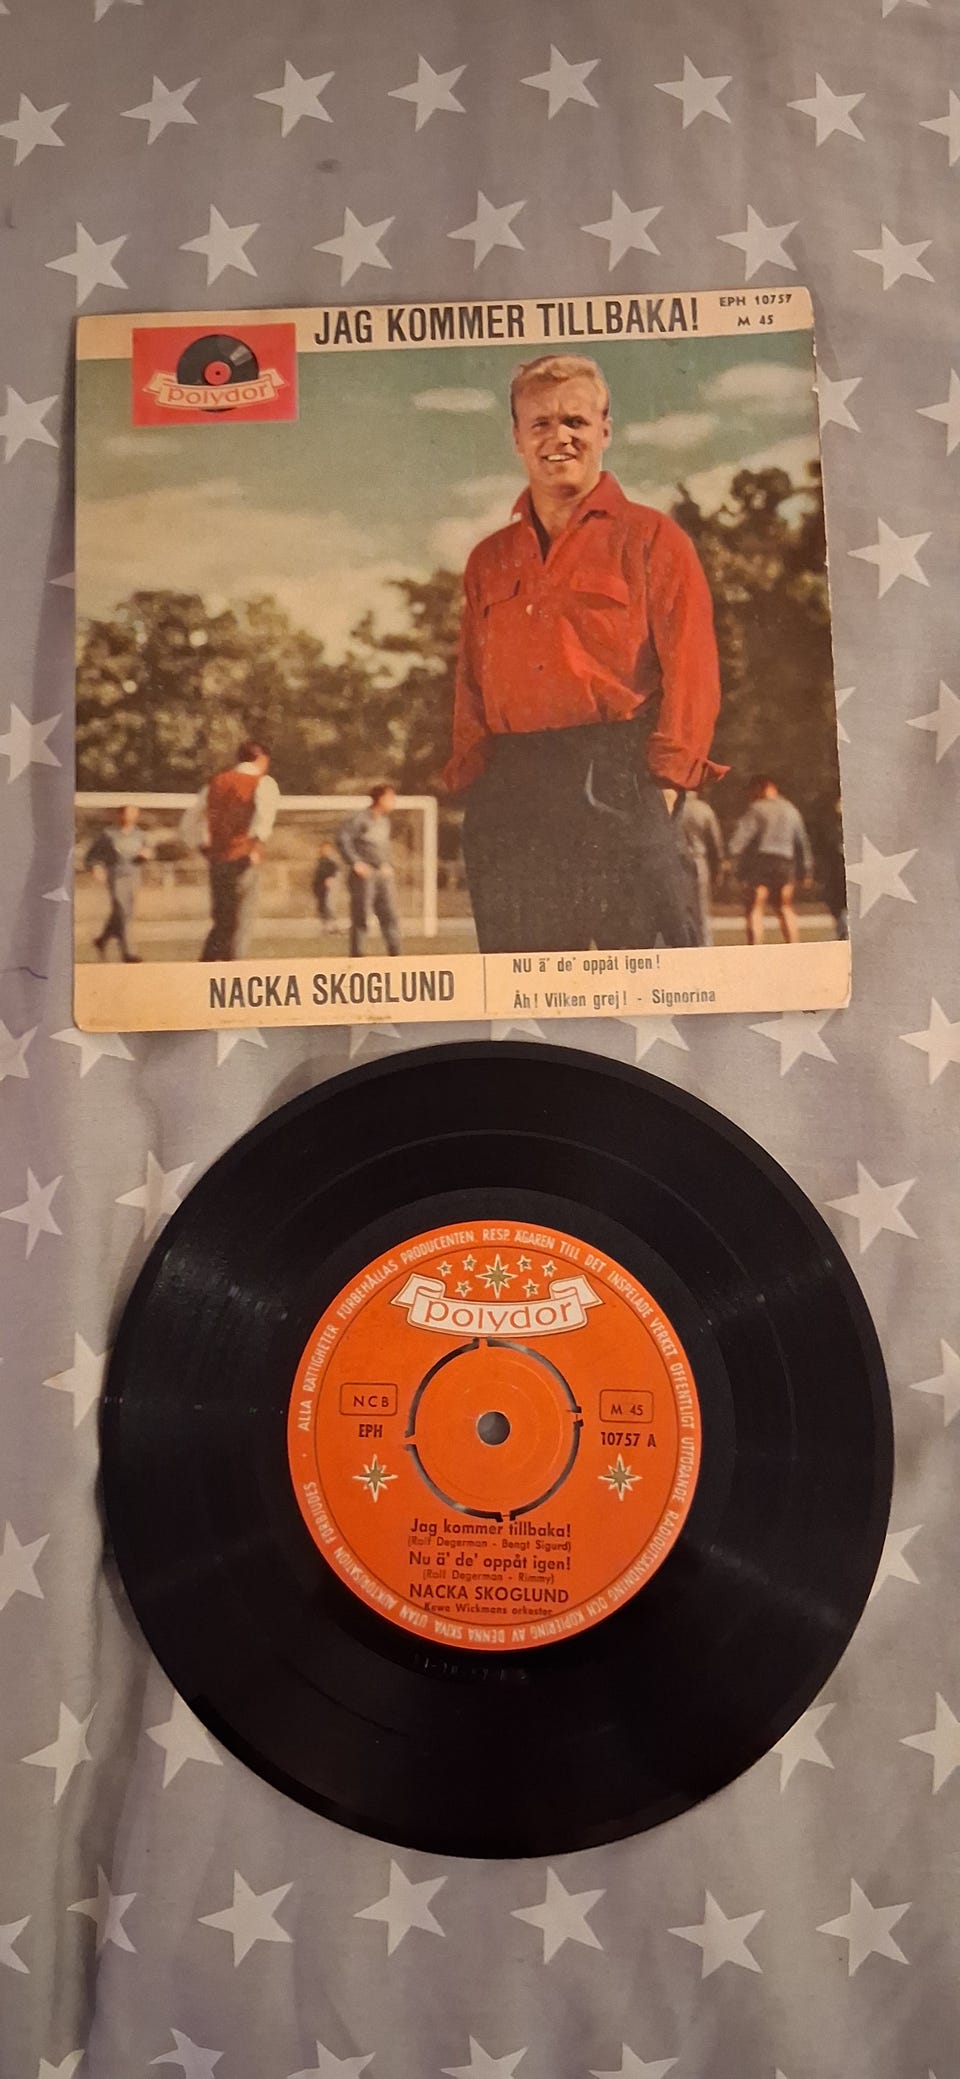 JAG KOMMER TILLBAKA!
EPH 10757
M 45
polydor
NACKA SKOGLUND
NU ä' de' oppåt igen!
Åh! Vilken grej! - Signorina
ALLA RÄTTIGHETER FÖRBEHÅLLAS PRODUCENTEN RESP. ÄGAREN TILL DET INSPELADE VERKET OFFENTLIGT UTFÖRANDE RADIOUTSÄNDNING OCH KOPIERING AV DENNA SKIVA UTAN AUKTORISATION FÖRBJUDES ·
polydor
NCB
EPH
M 45
10757 A
Jag kommer tillbaka!
(Rolf Degerman - Bengt Sigurd)
Nu ä' de' oppåt igen!
(Rolf Degerman - Rimmy)
NACKA SKOGLUND
Kewe Wickmans orkester